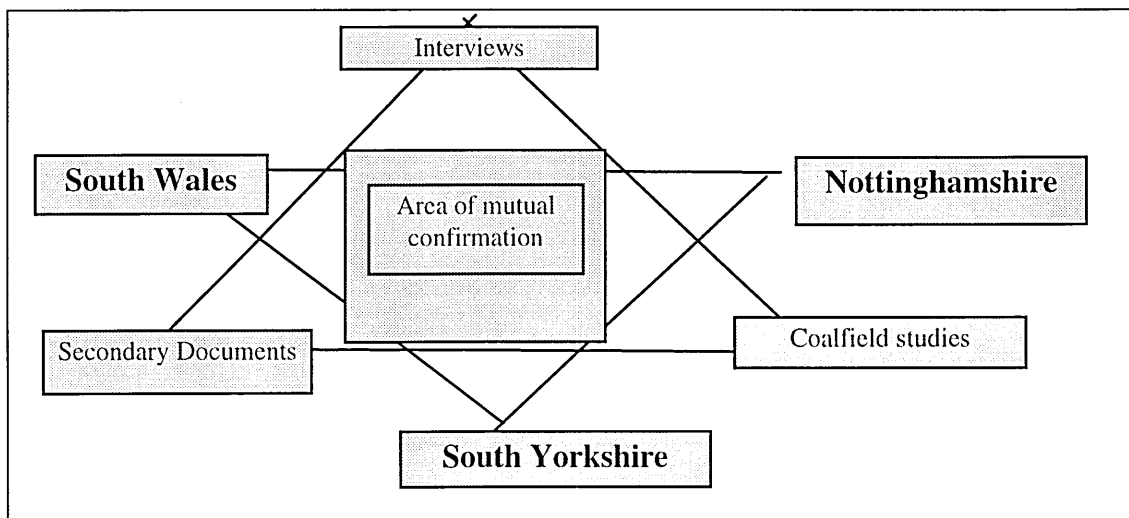 Interviews
South Wales
Nottinghamshire
Area of mutual
confirmation
Secondary Documents
Coalfield studies
South Yorkshire